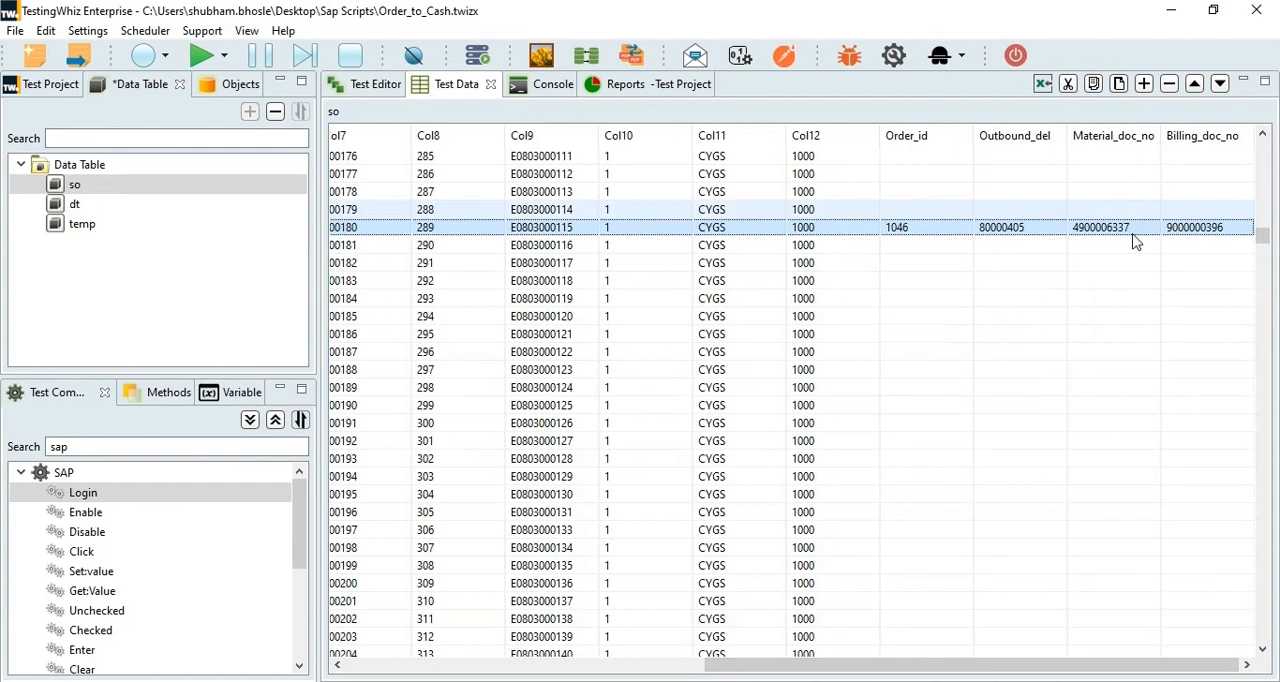 TestingWhiz Enterprise - C:\Users\shubham.bhosle\Desktop\Sap Scripts\Order_to_Cash.twizx
File Edit Settings Scheduler Support View Help
Test Project *Data Table Objects Test Editor Test Data Console Reports -Test Project
so
Search
Data Table
so
dt
temp
Test Com... Methods (x) Variable
Search sap
SAP
Login
Enable
Disable
Click
Set:value
Get:Value
Unchecked
Checked
Enter
Clear
ol7 Col8 Col9 Col10 Col11 Col12 Order_id Outbound_del Material_doc_no Billing_doc_no
00176 285 E0803000111 1 CYGS 1000
00177 286 E0803000112 1 CYGS 1000
00178 287 E0803000113 1 CYGS 1000
00179 288 E0803000114 1 CYGS 1000
00180 289 E0803000115 1 CYGS 1000 1046 80000405 4900006337 9000000396
00181 290 E0803000116 1 CYGS 1000
00182 291 E0803000117 1 CYGS 1000
00183 292 E0803000118 1 CYGS 1000
00184 293 E0803000119 1 CYGS 1000
00185 294 E0803000120 1 CYGS 1000
00186 295 E0803000121 1 CYGS 1000
00187 296 E0803000122 1 CYGS 1000
00188 297 E0803000123 1 CYGS 1000
00189 298 E0803000124 1 CYGS 1000
00190 299 E0803000125 1 CYGS 1000
00191 300 E0803000126 1 CYGS 1000
00192 301 E0803000127 1 CYGS 1000
00193 302 E0803000128 1 CYGS 1000
00194 303 E0803000129 1 CYGS 1000
00195 304 E0803000130 1 CYGS 1000
00196 305 E0803000131 1 CYGS 1000
00197 306 E0803000133 1 CYGS 1000
00198 307 E0803000134 1 CYGS 1000
00199 308 E0803000135 1 CYGS 1000
00200 309 E0803000136 1 CYGS 1000
00201 310 E0803000137 1 CYGS 1000
00202 311 E0803000138 1 CYGS 1000
00203 312 E0803000139 1 CYGS 1000
00204 313 E0803000140 1 CYGS 1000